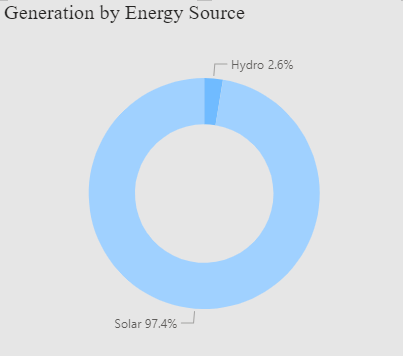 Generation by Energy Source
Hydro 2.6%
Solar 97.4%